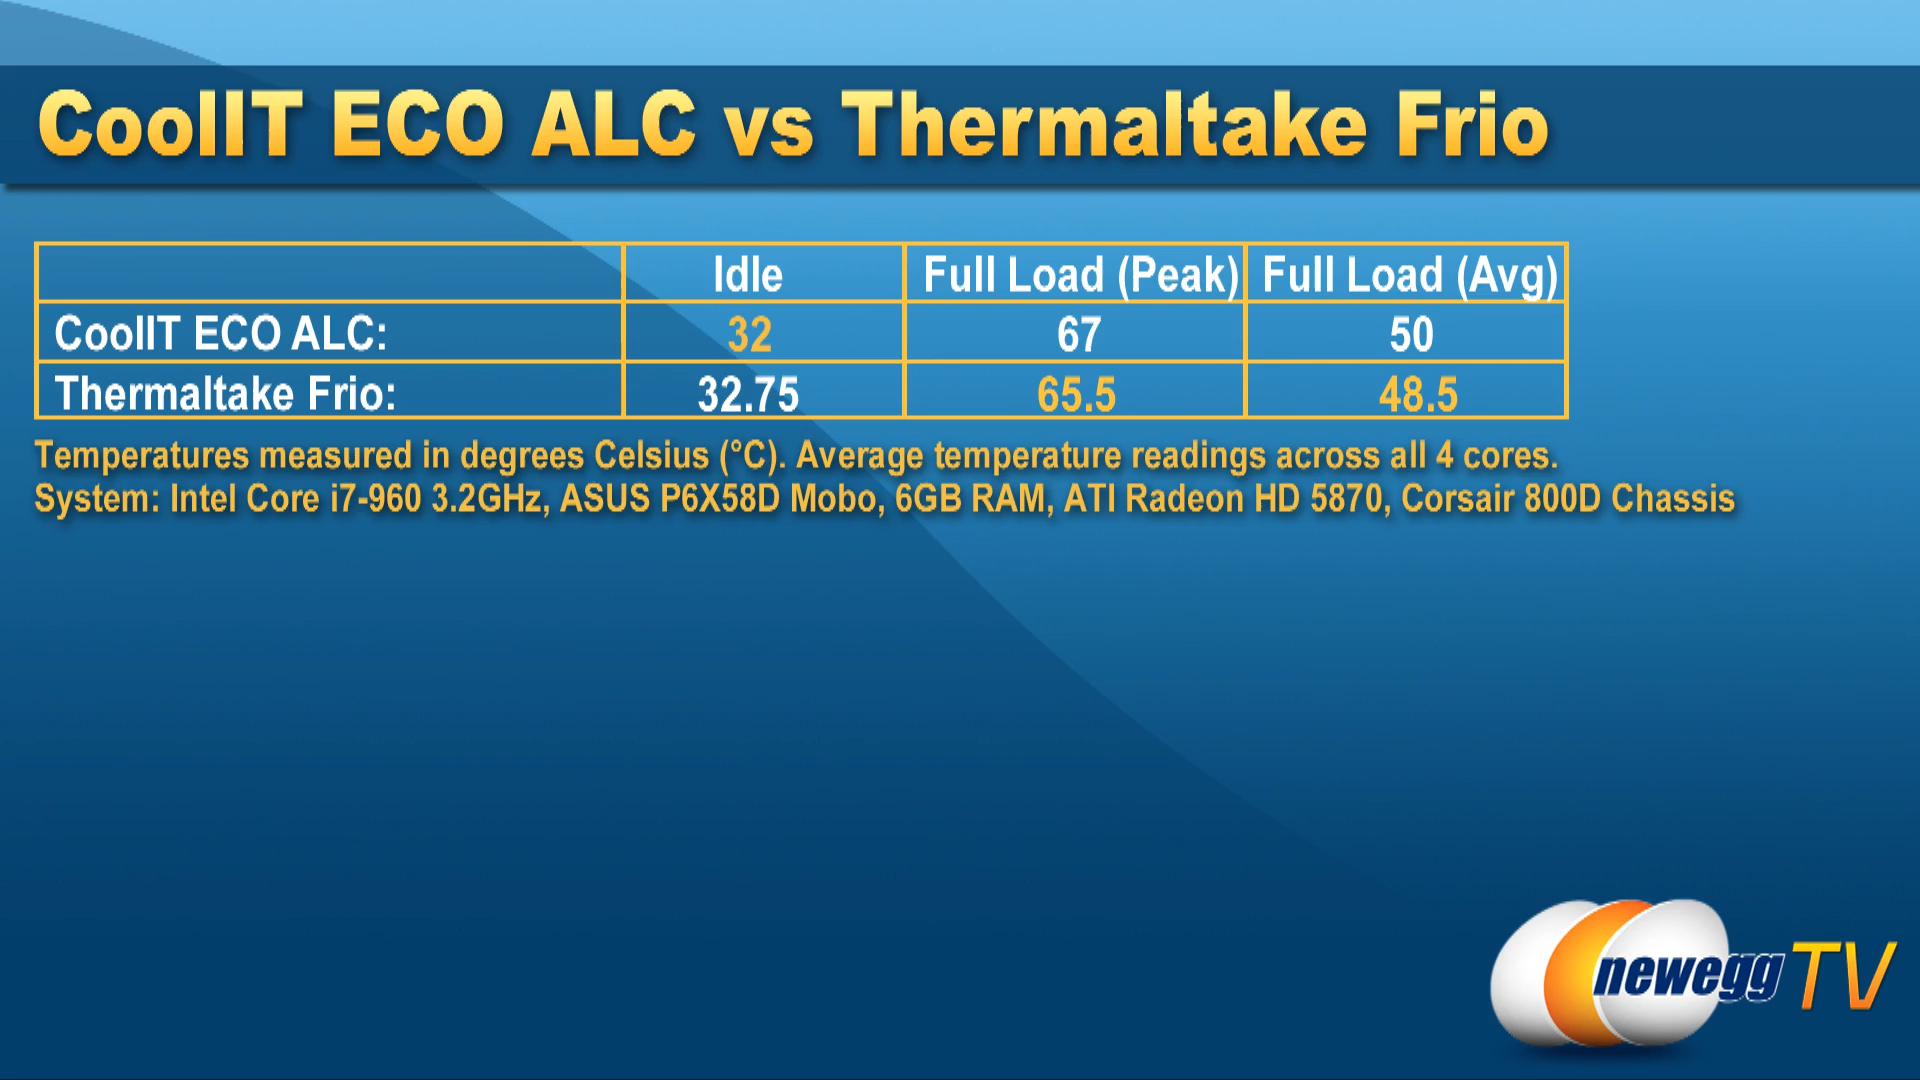 CoolIT ECO ALC vs Thermaltake Frio
Idle Full Load (Peak) Full Load (Avg)
CoolIT ECO ALC: 32 67 50
Thermaltake Frio: 32.75 65.5 48.5
Temperatures measured in degrees Celsius (°C). Average temperature readings across all 4 cores.
System: Intel Core i7-960 3.2GHz, ASUS P6X58D Mobo, 6GB RAM, ATI Radeon HD 5870, Corsair 800D Chassis
newegg TV